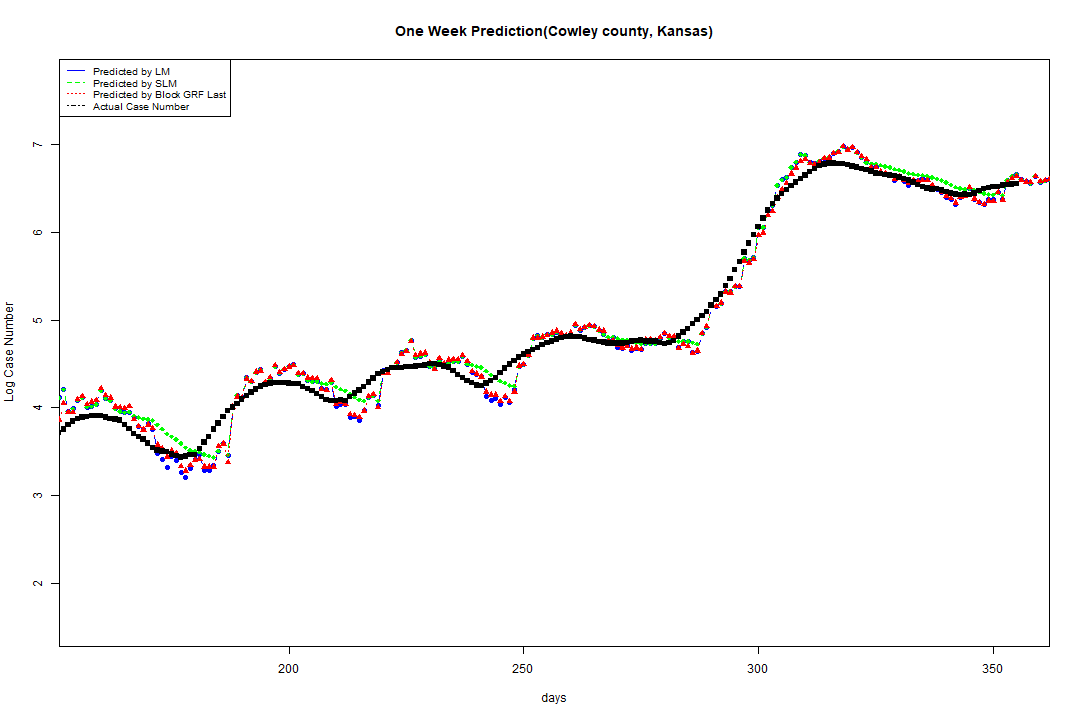 One Week Prediction(Cowley county, Kansas)
Predicted by LM
Predicted by SLM
Predicted by Block GRF Last
Actual Case Number
7
6
5
4
3
2
Log Case Number
200 250 300 350
days